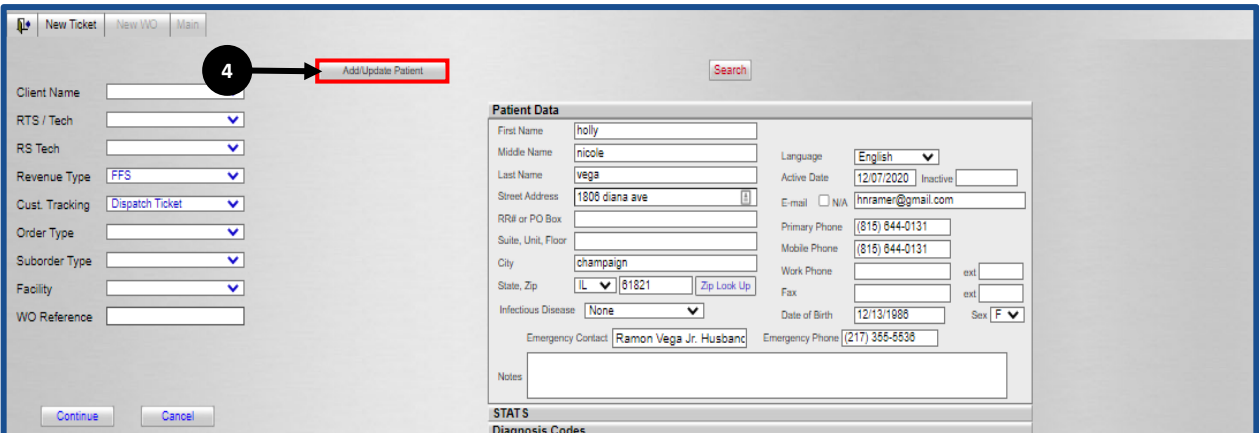 New Ticket New WO Main
4 Add/Update Patient Search
Client Name
RTS / Tech
RS Tech
Revenue Type FFS
Cust. Tracking Dispatch Ticket
Order Type
Suborder Type
Facility
WO Reference
Continue Cancel
Patient Data
First Name holly
Middle Name nicole
Last Name vega
Street Address 1806 diana ave
RR# or PO Box
Suite, Unit, Floor
City champaign
State, Zip IL 61821 Zip Look Up
Infectious Disease None
Language English
Active Date 12/07/2020 Inactive
E-mail N/A hnramer@gmail.com
Primary Phone (815) 644-0131
Mobile Phone (815) 644-0131
Work Phone ext
Fax ext
Date of Birth 12/13/1986 Sex F
Emergency Contact Ramon Vega Jr. Husband Emergency Phone (217) 355-5536
Notes
STATS
Diagnosis Codes